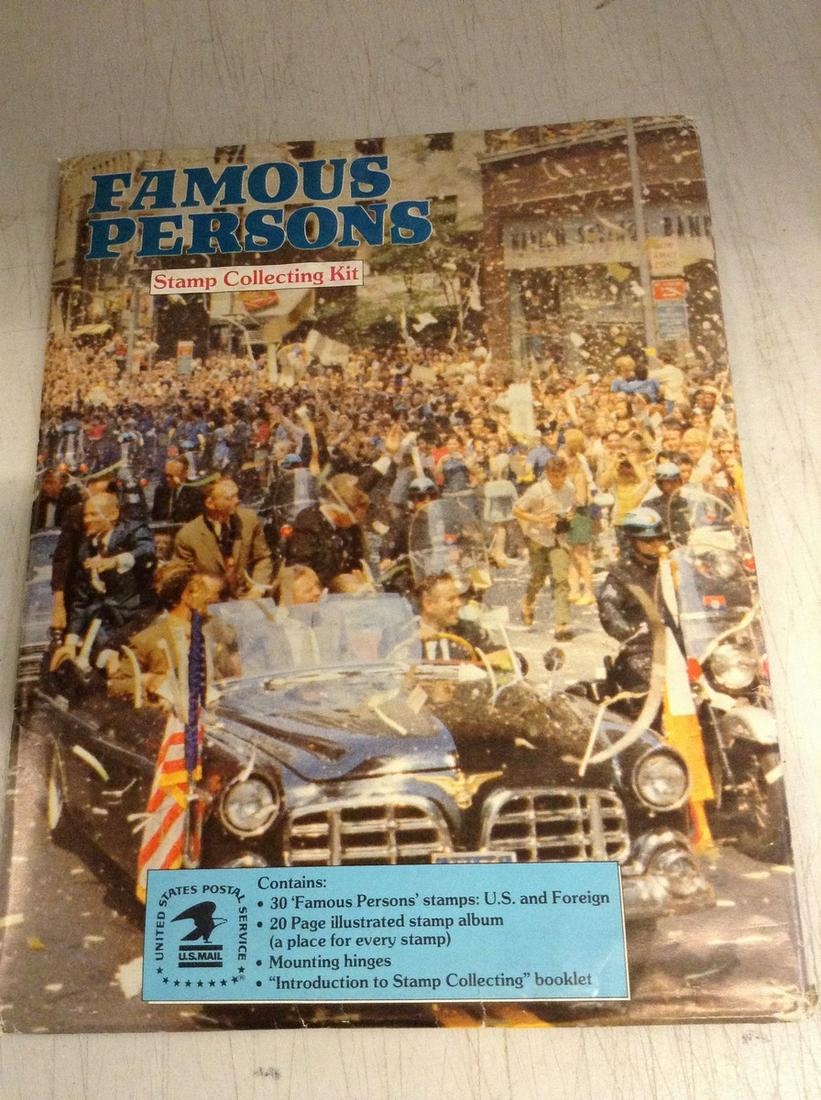 FAMOUS
PERSONS
Stamp Collecting Kit
UNITED STATES POSTAL SERVICE
U.S.MAIL
®
Contains:
• 30 'Famous Persons' stamps: U.S. and Foreign
• 20 Page illustrated stamp album
(a place for every stamp)
• Mounting hinges
• "Introduction to Stamp Collecting" booklet